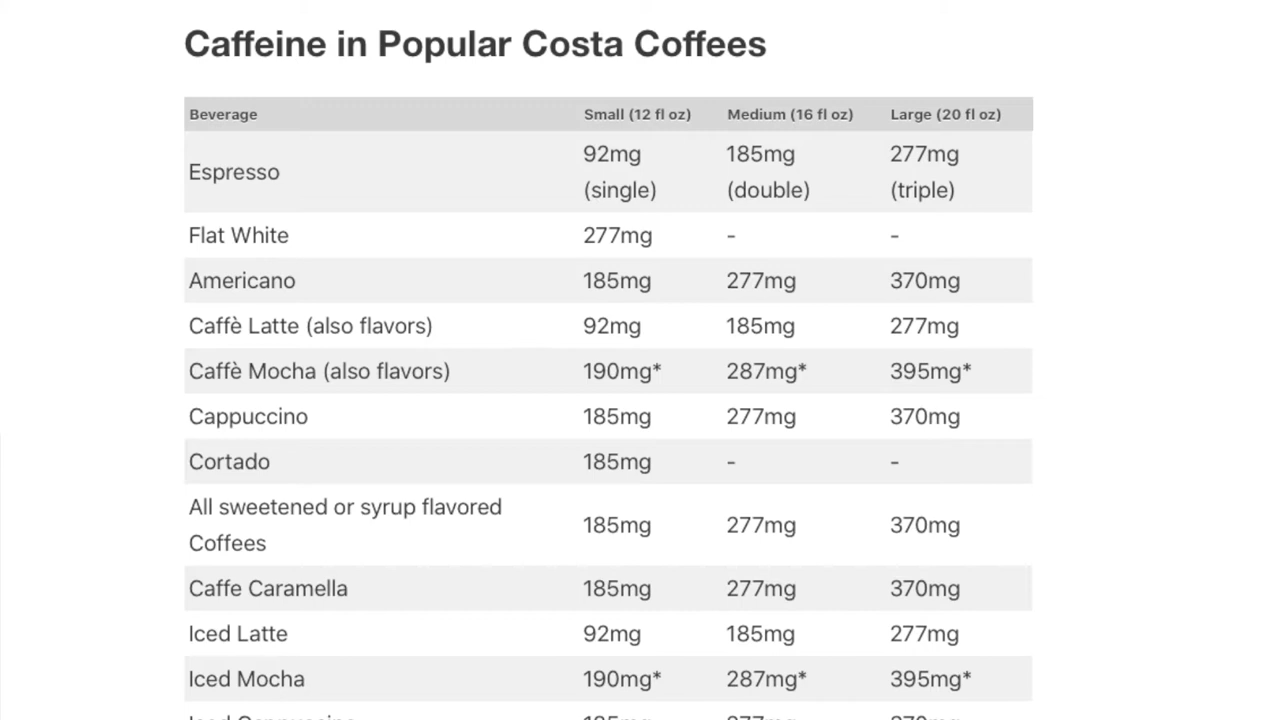 Caffeine in Popular Costa Coffees
Beverage Small (12 fl oz) Medium (16 fl oz) Large (20 fl oz)
Espresso 92mg (single) 185mg (double) 277mg (triple)
Flat White 277mg - -
Americano 185mg 277mg 370mg
Caffè Latte (also flavors) 92mg 185mg 277mg
Caffè Mocha (also flavors) 190mg* 287mg* 395mg*
Cappuccino 185mg 277mg 370mg
Cortado 185mg - -
All sweetened or syrup flavored Coffees 185mg 277mg 370mg
Caffe Caramella 185mg 277mg 370mg
Iced Latte 92mg 185mg 277mg
Iced Mocha 190mg* 287mg* 395mg*